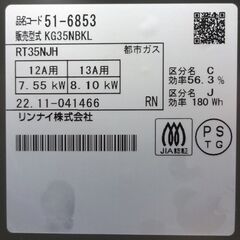 品名コード 51-6853
販売型式 KG35NBKL
RT35NJH 都市ガス
12A用 13A用
7.55 kW 8.10 kW
22.11-041466 RN
リンナイ株式会社
区分名 C
効率56.3 %
区分名 J
効率 180 Wh
JIA認証
PS
TG